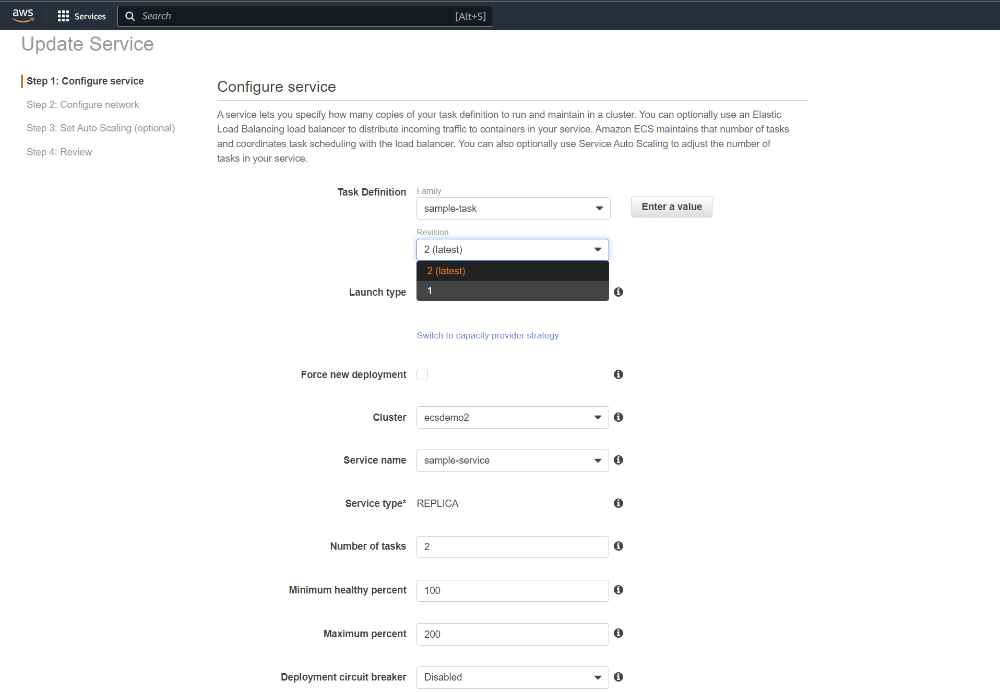 aws
Services
Search
[Alt+S]
Update Service
Step 1: Configure service
Step 2: Configure network
Step 3: Set Auto Scaling (optional)
Step 4: Review
Configure service
A service lets you specify how many copies of your task definition to run and maintain in a cluster. You can optionally use an Elastic
Load Balancing load balancer to distribute incoming traffic to containers in your service. Amazon ECS maintains that number of tasks
and coordinates task scheduling with the load balancer. You can also optionally use Service Auto Scaling to adjust the number of
tasks in your service.
Task Definition
Family
sample-task
Enter a value
Revision
2 (latest)
2 (latest)
1
Launch type
Switch to capacity provider strategy
Force new deployment
Cluster
ecsdemo2
Service name
sample-service
Service type*
REPLICA
Number of tasks
2
Minimum healthy percent
100
Maximum percent
200
Deployment circuit breaker
Disabled